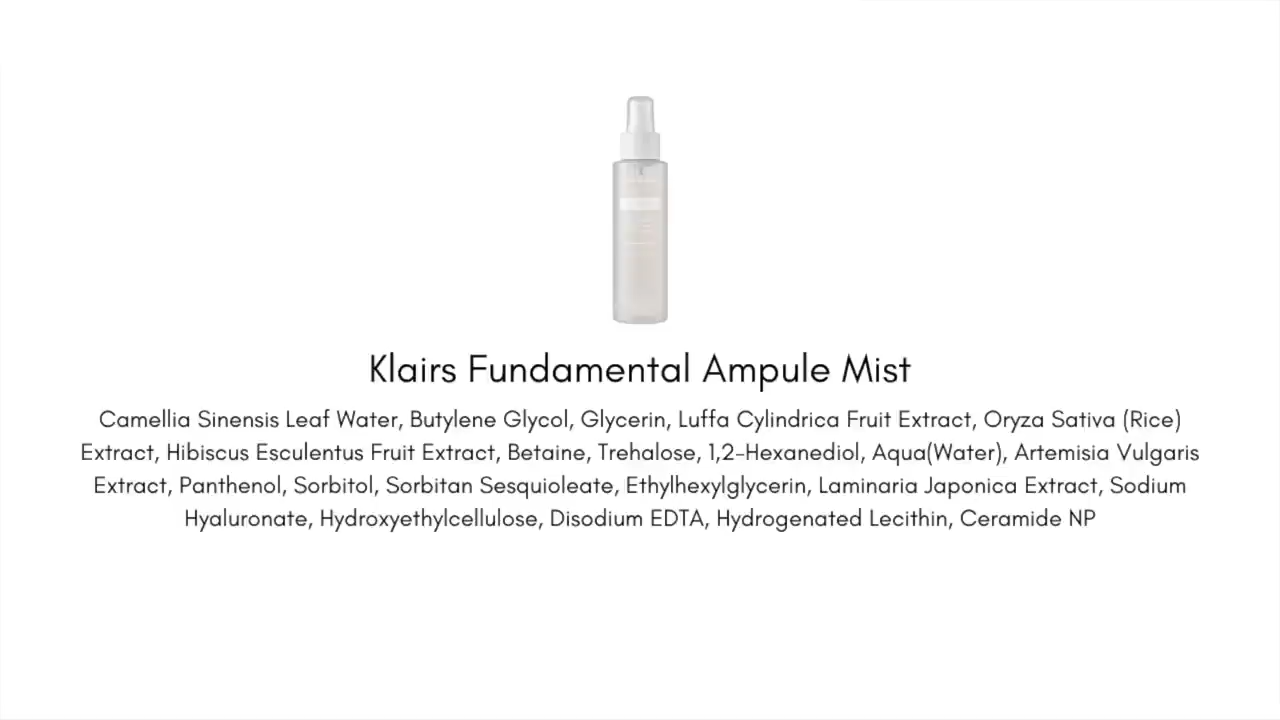 Klairs Fundamental Ampule Mist
Camellia Sinensis Leaf Water, Butylene Glycol, Glycerin, Luffa Cylindrica Fruit Extract, Oryza Sativa (Rice)
Extract, Hibiscus Esculentus Fruit Extract, Betaine, Trehalose, 1,2-Hexanediol, Aqua(Water), Artemisia Vulgaris
Extract, Panthenol, Sorbitol, Sorbitan Sesquioleate, Ethylhexylglycerin, Laminaria Japonica Extract, Sodium
Hyaluronate, Hydroxyethylcellulose, Disodium EDTA, Hydrogenated Lecithin, Ceramide NP